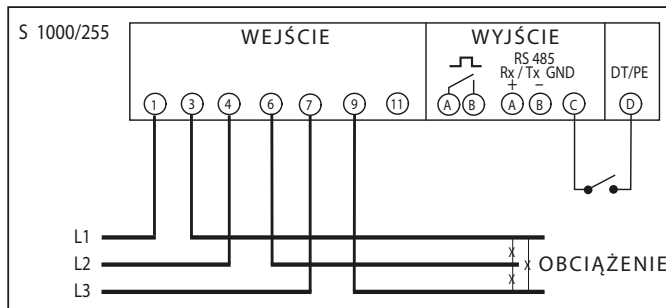 S 1000/255
WEJŚCIE
WYJŚCIE
RS 485
Rx / Tx GND
DT/PE
+ −
1 3 4 6 7 9 11 A B A B C D
L1
L2
L3
x
x x
x
OBCIĄŻENIE